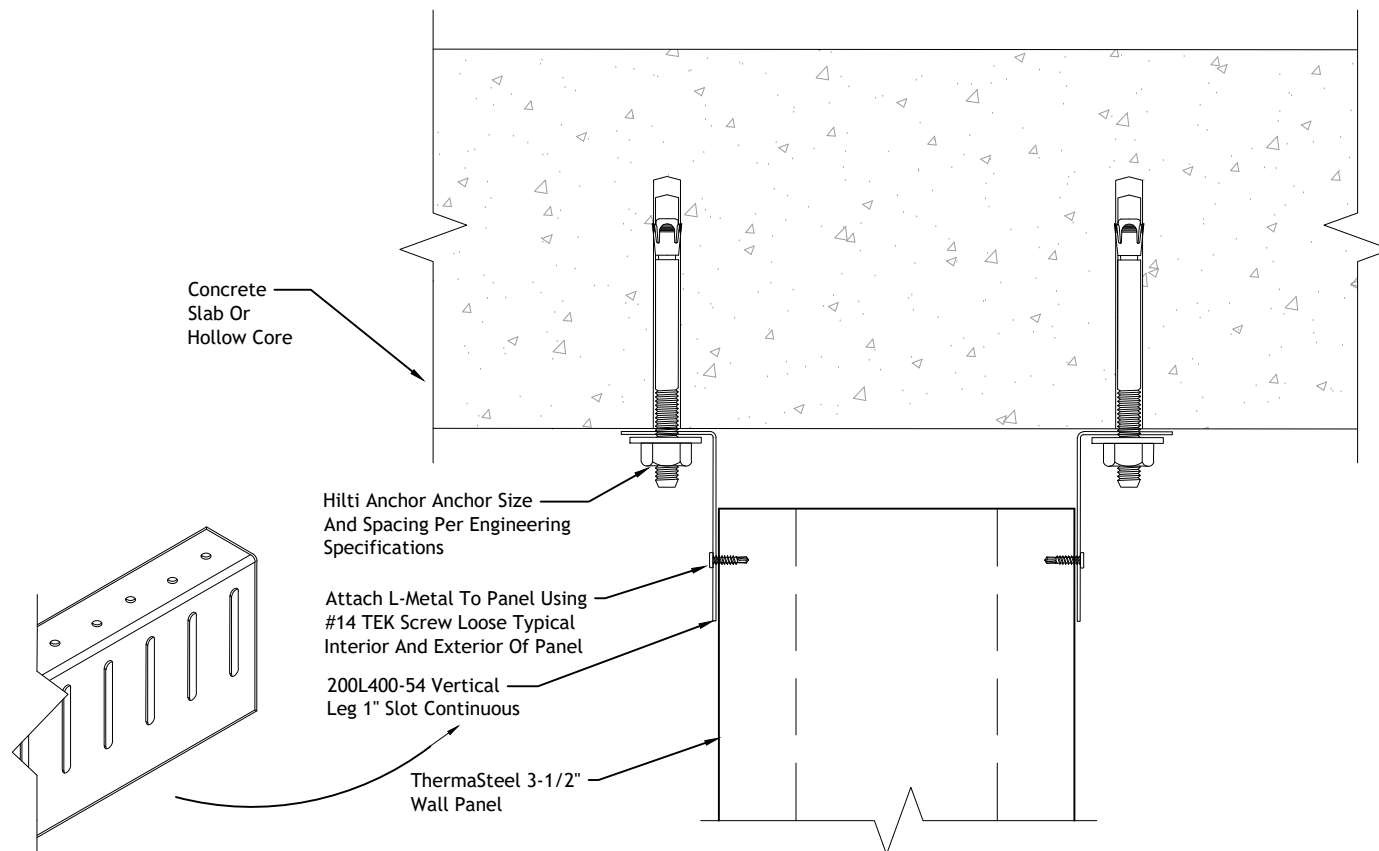 Concrete
Slab Or
Hollow Core
Hilti Anchor Anchor Size
And Spacing Per Engineering
Specifications
Attach L-Metal To Panel Using
#14 TEK Screw Loose Typical
Interior And Exterior Of Panel
200L400-54 Vertical
Leg 1" Slot Continuous
ThermaSteel 3-1/2"
Wall Panel